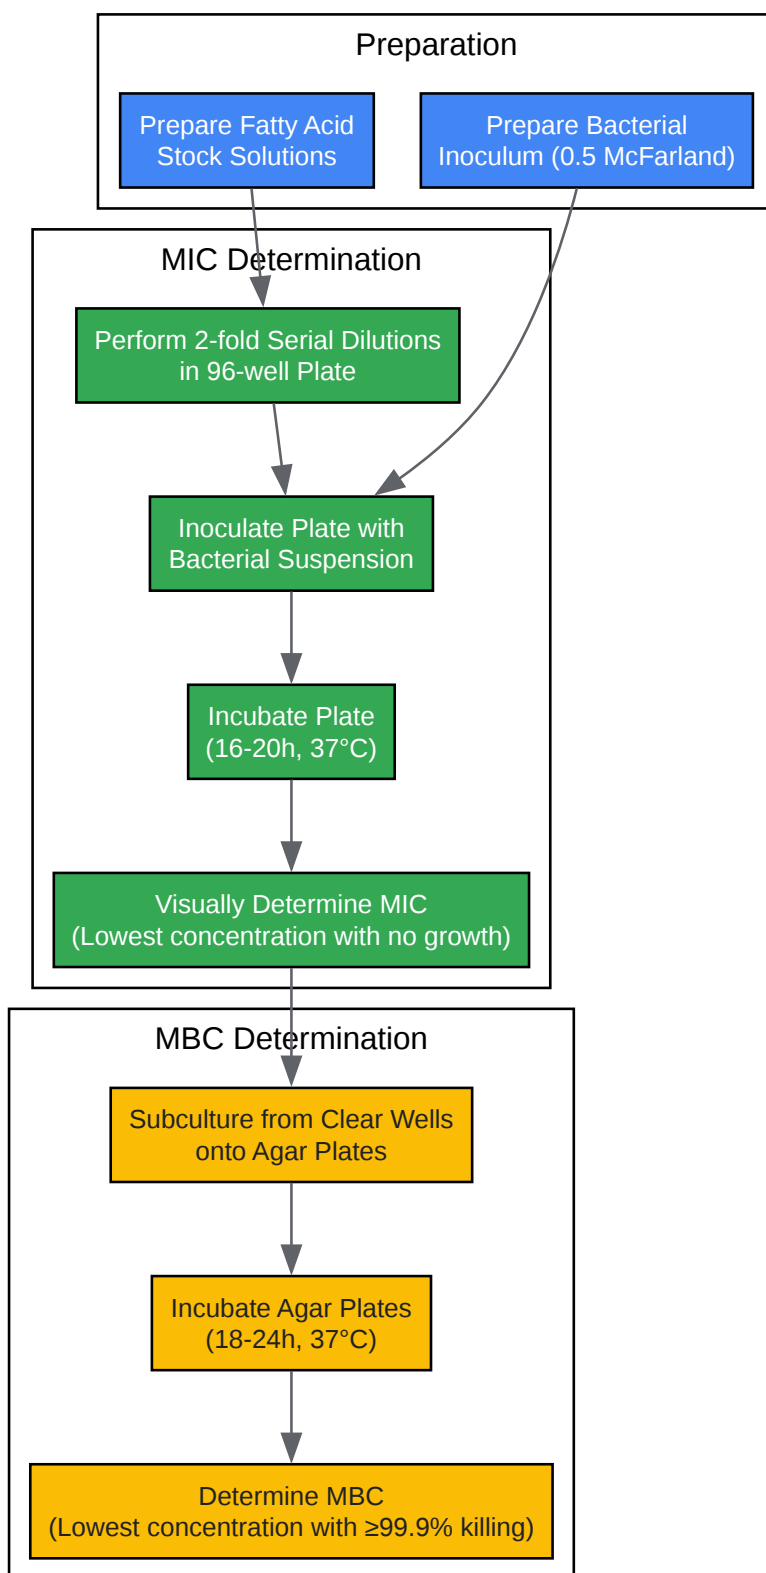 Preparation
Prepare Fatty Acid
Stock Solutions
Prepare Bacterial
Inoculum (0.5 McFarland)
MIC Determination
Perform 2-fold Serial Dilutions
in 96-well Plate
Inoculate Plate with
Bacterial Suspension
Incubate Plate
(16-20h, 37°C)
Visually Determine MIC
(Lowest concentration with no growth)
MBC Determination
Subculture from Clear Wells
onto Agar Plates
Incubate Agar Plates
(18-24h, 37°C)
Determine MBC
(Lowest concentration with ≥99.9% killing)